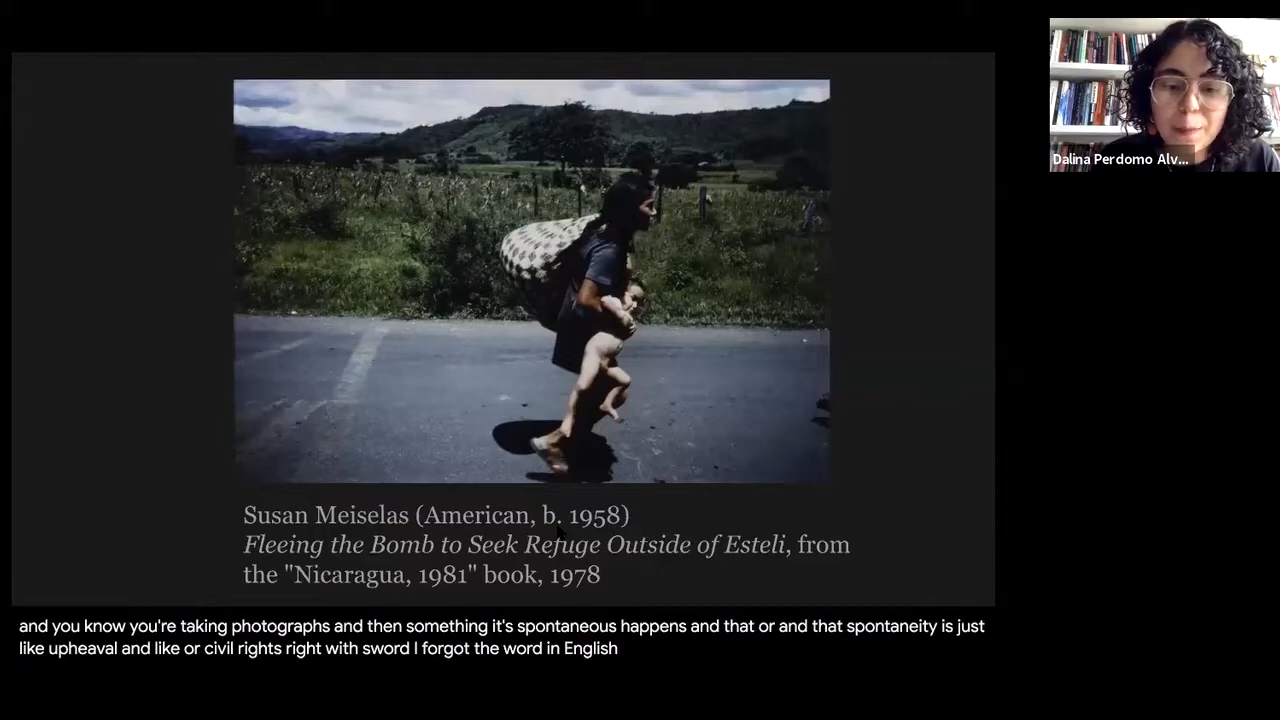 Dalina Perdomo Alv...
Susan Meiselas (American, b. 1958)
Fleeing the Bomb to Seek Refuge Outside of Esteli, from
the "Nicaragua, 1981" book, 1978
and you know you're taking photographs and then something it's spontaneous happens and that or and that spontaneity is just
like upheaval and like or civil rights right with sword I forgot the word in English